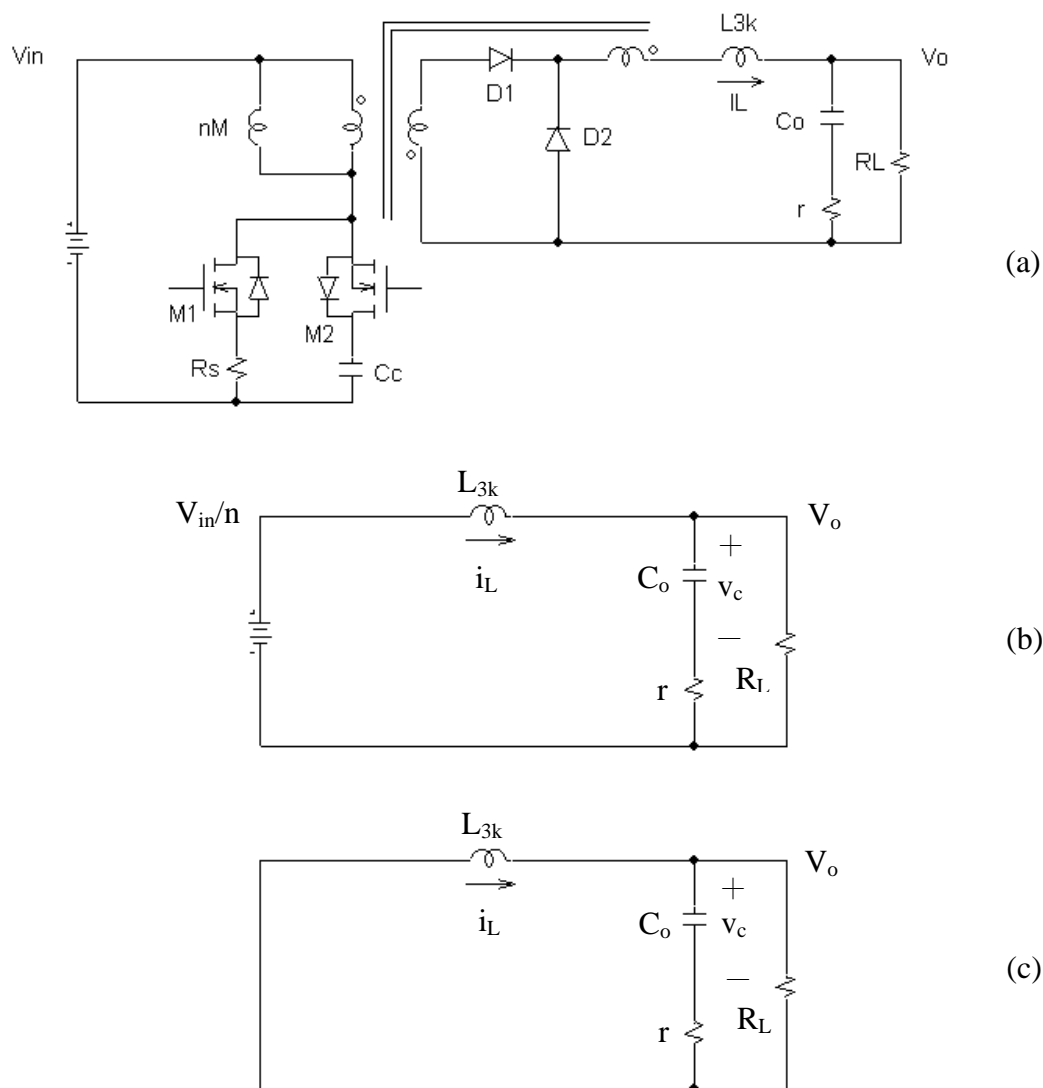 Vin
nM
M1
Rs
M2
Cc
D1
D2
L3k
IL
Vo
Co
r
RL
(a)
Vin/n
L3k
iL
Vo
Co
+
vc
—
r
RL
(b)
L3k
iL
Vo
Co
+
vc
—
r
RL
(c)